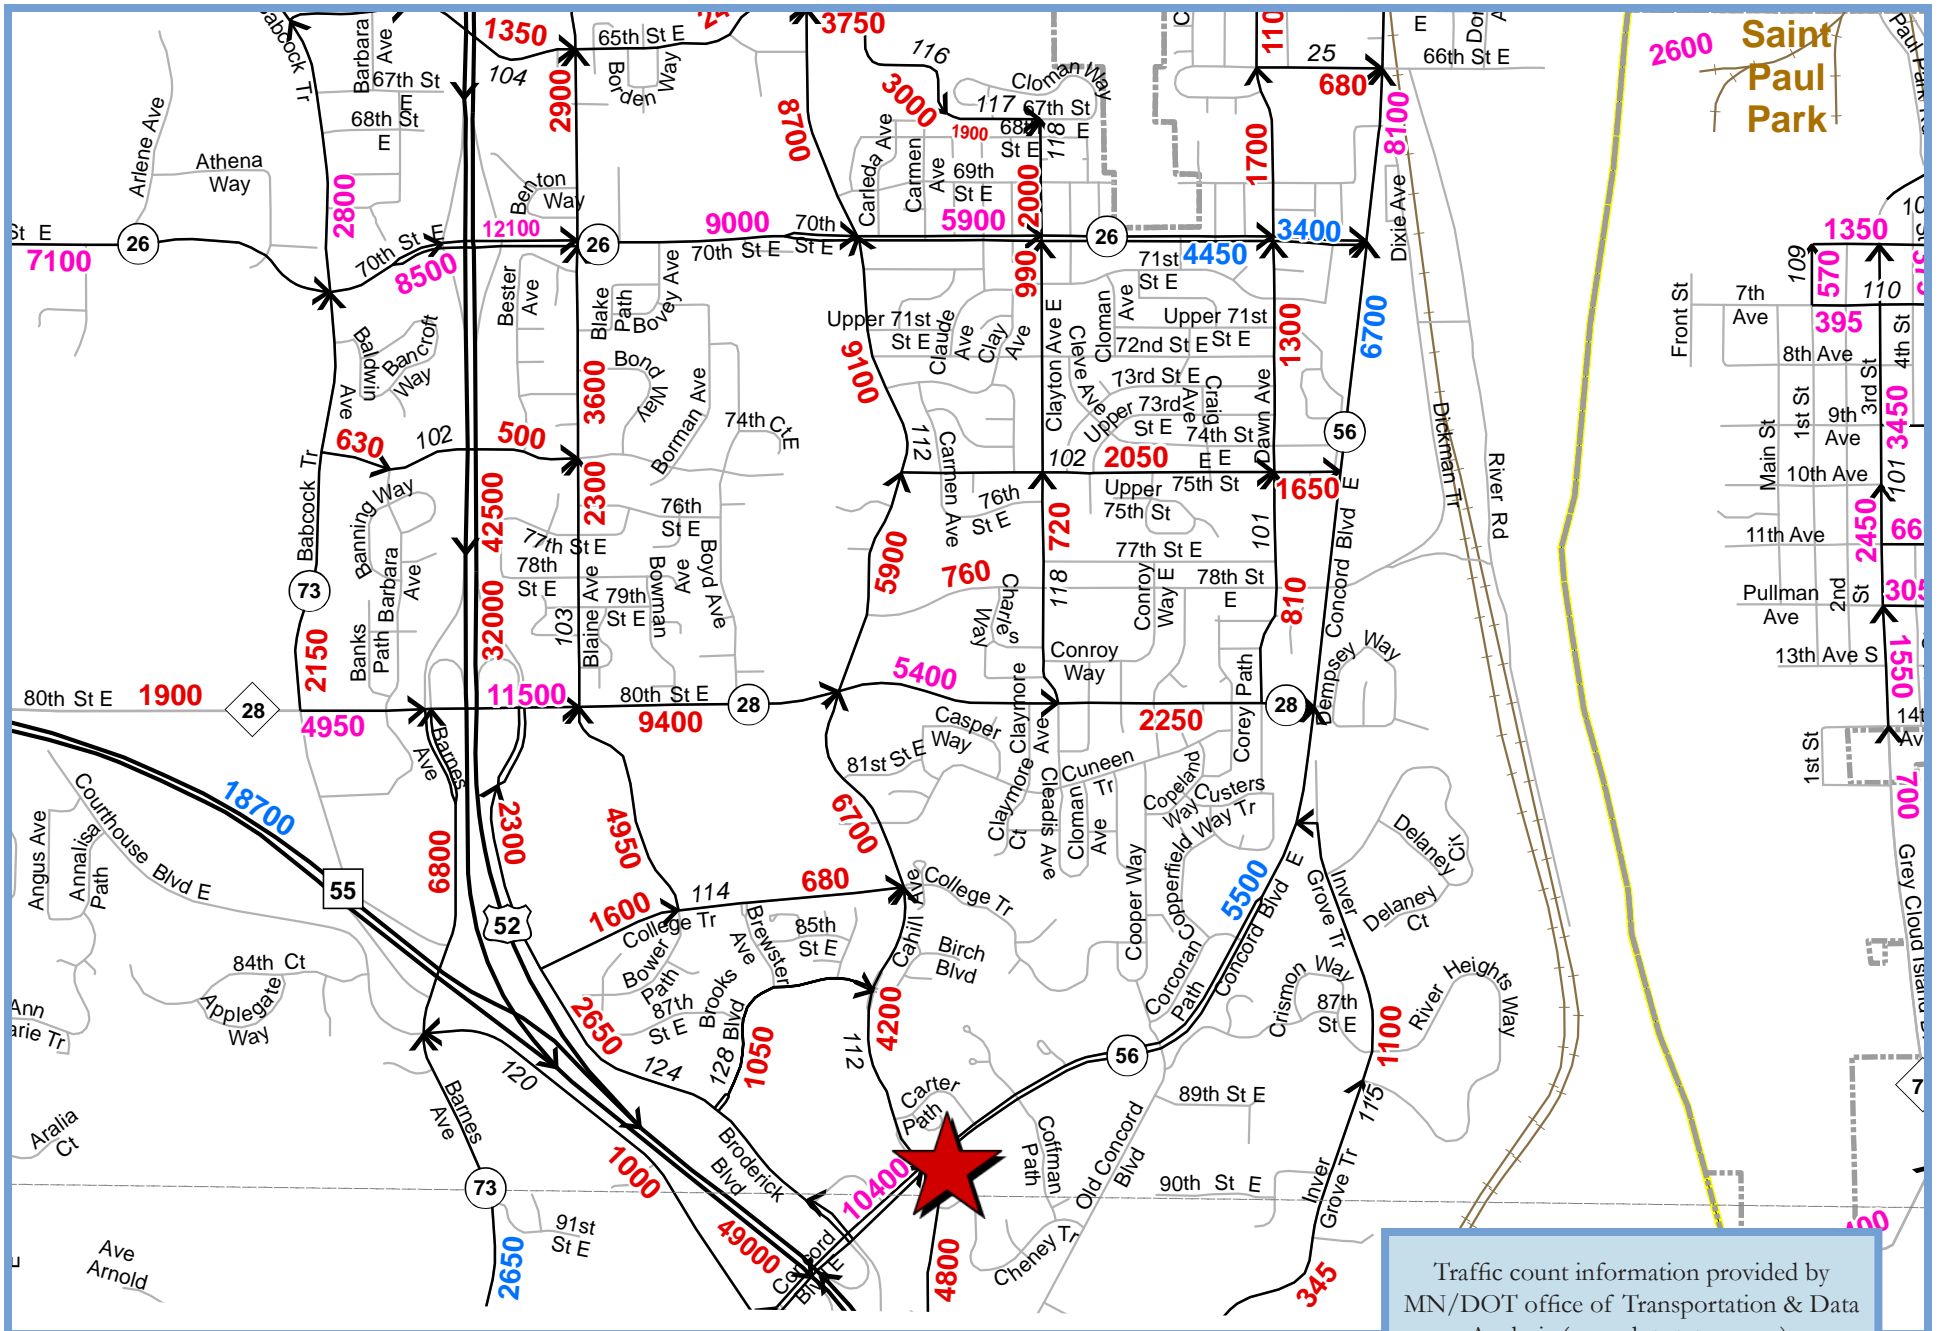 1350
65th St E
3750
116
25
66th St E
2600
Saint
Paul
Park
Babcock Tr
Barbara
Ave
104
Borden
Way
Cloman Way
680
67th St
E
2900
8700
3000
117
67th St
E
8100
68th St
E
1900
118
1700
Arlene Ave
Athena
Way
Carleda Ave
Carmen
Ave
69th
St E
2000
2800
Benton
Way
Dixie Ave
St E
26
7100
70th St E
8500
12100
26
9000
70th St E
70th
St E
5900
26
4450
3400
1350
109
570
110
71st
St E
990
Bester
Ave
Blake
Path
Bovey Ave
Upper 71st
St E
Claude
Ave
Clay
Ave
Clayton Ave E
Cloman
Ave
Upper 71st
St E
1300
6700
Front St
7th
Ave
395
Baldwin
Ave
Bancroft
Way
9100
Cleve Ave
72nd St E
8th Ave
4th St
3600
Bond
Way
Borman Ave
73rd St E
Craig
Ave
Upper 73rd
St E
Dawn Ave
Dickman Tr
1st St
9th
Ave
3rd St
3450
630
102
500
74th Ct E
112
Carmen Ave
74th St
E
56
Main St
Babcock Tr
102
2050
1650
10th Ave
101
42500
2300
76th
St E
76th
St E
Upper
75th St
75th St
E
River Rd
Banning Way
77th St E
720
101
Concord Blvd E
11th Ave
2450
78th
St E
5900
760
77th St E
78th St
E
73
Barbara
Ave
32000
103
Blaine Ave
79th
St E
Bowman
Ave
Boyd Ave
Charles
Way
118
Conroy
Way E
810
Pullman
Ave
2nd
St
305
2150
Banks
Path
Conroy
Way
Dempsey Way
13th Ave S
1550
80th St E
1900
28
4950
11500
80th St E
9400
28
5400
Claymore
Ave
2250
Corey Path
28
Barnes
Ave
Casper
Way
81st St E
Cuneen
Tr
1st St
700
Courthouse Blvd E
18700
Angus Ave
Annalisa
Path
55
6800
2300
4950
6700
Claymore
Ct
Cleadis Ave
Cloman
Ave
Copeland
Way
Custers
Way Tr
Copperfield
Cooper Way
Delaney
Cir
Delaney
Ct
5500
Inver
Grove Tr
114
680
1600
College Tr
52
College Tr
Cahill Ave
Brewster
Ave
85th
St E
Birch
Blvd
Bower
Path
Brooks
Blvd
84th Ct
Applegate
Way
87th
St E
2650
Corcoran
Path
Concord Blvd E
Crismon Way
87th
St E
River Heights Way
Grey Cloud Island
4200
112
1050
128
124
120
56
1100
115
Barnes
Ave
Carter
Path
89th St E
Coffman
Path
Old Concord
Blvd
Aralia
Ct
1000
Broderick
Blvd
10400
73
90th St E
Inver
Grove Tr
91st
St E
49000
Concord
Blvd E
4800
Cheney Tr
2650
345
Ave
Arnold
Traffic count information provided by
MN/DOT office of Transportation & Data